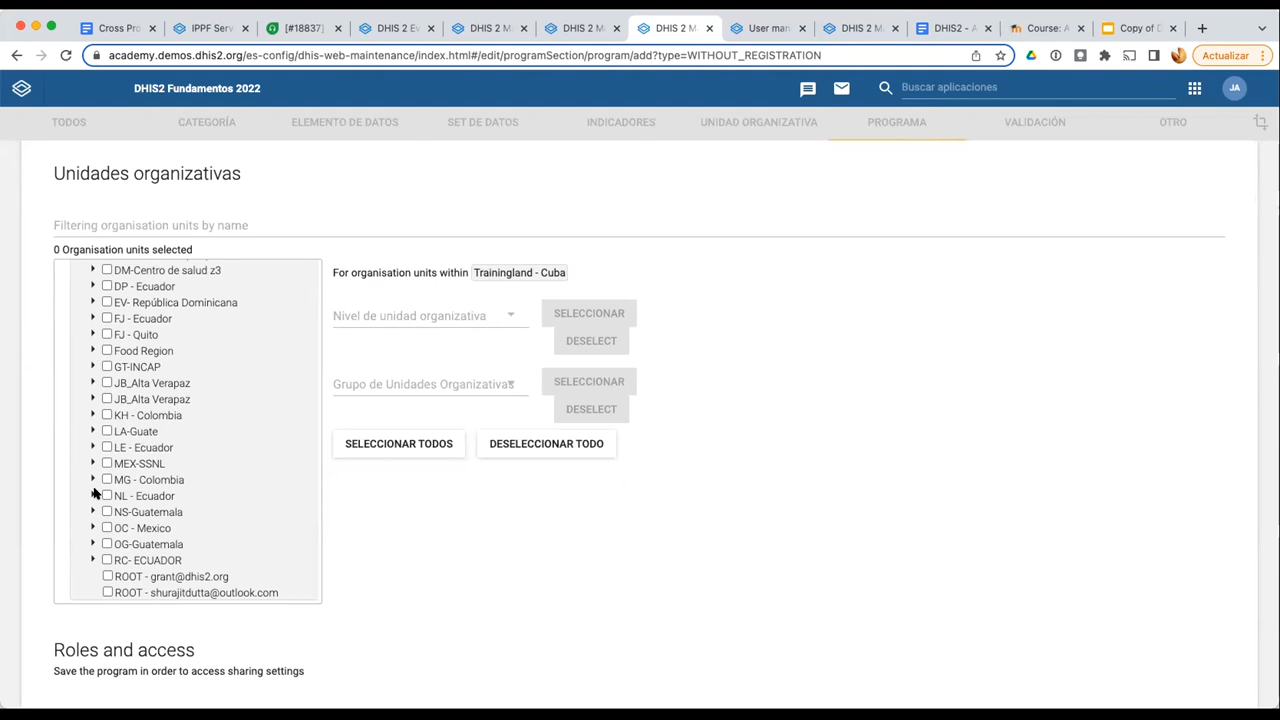 Cross Pro
IPPF Serv
[#18837]
DHIS 2 Ev
DHIS 2 M
DHIS 2 M
DHIS 2 M
User man
DHIS 2 M
DHIS2 - A
Course: A
Copy of D
academy.demos.dhis2.org/es-config/dhis-web-maintenance/index.html#/edit/programSection/program/add?type=WITHOUT_REGISTRATION
Actualizar
DHIS2 Fundamentos 2022
Buscar aplicaciones
JA
TODOS
CATEGORÍA
ELEMENTO DE DATOS
SET DE DATOS
INDICADORES
UNIDAD ORGANIZATIVA
PROGRAMA
VALIDACIÓN
OTRO
Unidades organizativas
Filtering organisation units by name
0 Organisation units selected
DM-Centro de salud z3
DP - Ecuador
EV- República Dominicana
FJ - Ecuador
FJ - Quito
Food Region
GT-INCAP
JB_Alta Verapaz
JB_Alta Verapaz
KH - Colombia
LA-Guate
LE - Ecuador
MEX-SSNL
MG - Colombia
NL - Ecuador
NS-Guatemala
OC - Mexico
OG-Guatemala
RC- ECUADOR
ROOT - grant@dhis2.org
ROOT - shurajitdutta@outlook.com
For organisation units within Trainingland - Cuba
Nivel de unidad organizativa
SELECCIONAR
DESELECT
Grupo de Unidades Organizativas
SELECCIONAR
DESELECT
SELECCIONAR TODOS
DESELECCIONAR TODO
Roles and access
Save the program in order to access sharing settings